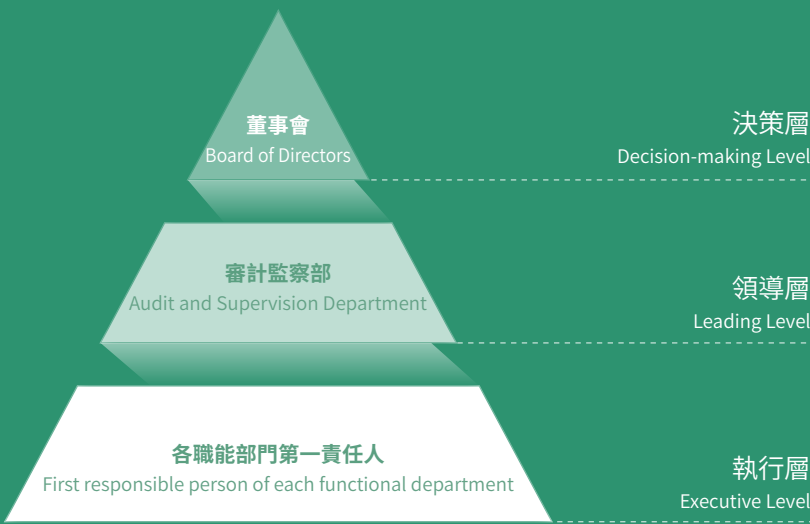 董事會
Board of Directors
決策層
Decision-making Level
審計監察部
Audit and Supervision Department
領導層
Leading Level
各職能部門第一責任人
First responsible person of each functional department
執行層
Executive Level